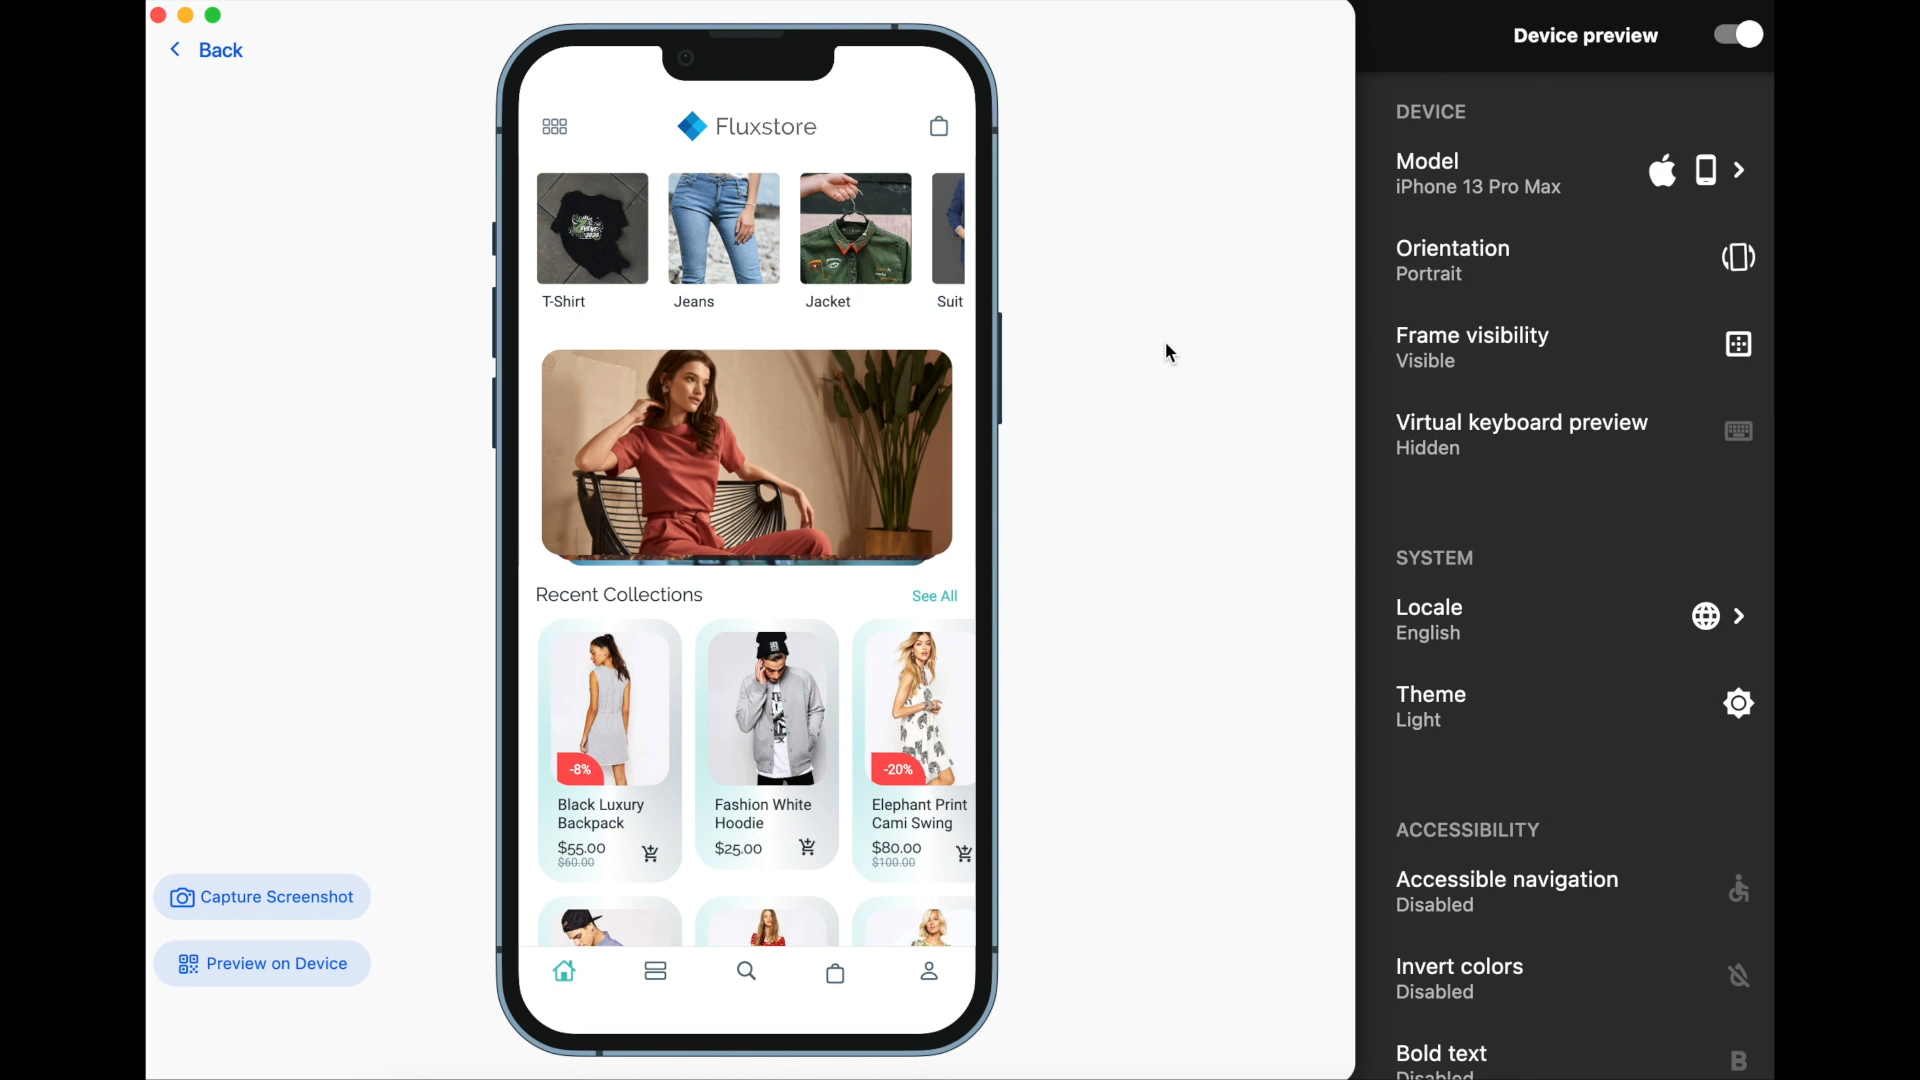 Back
Device preview
DEVICE
Model
iPhone 13 Pro Max
Orientation
Portrait
Frame visibility
Visible
Virtual keyboard preview
Hidden
SYSTEM
Locale
English
Theme
Light
ACCESSIBILITY
Accessible navigation
Disabled
Invert colors
Disabled
Bold text
Disabled
Fluxstore
T-Shirt
Jeans
Jacket
Suit
Recent Collections
See All
-8%
Black Luxury
Backpack
$55.00
$60.00
Fashion White
Hoodie
$25.00
-20%
Elephant Print
Cami Swing
$80.00
$100.00
Capture Screenshot
Preview on Device